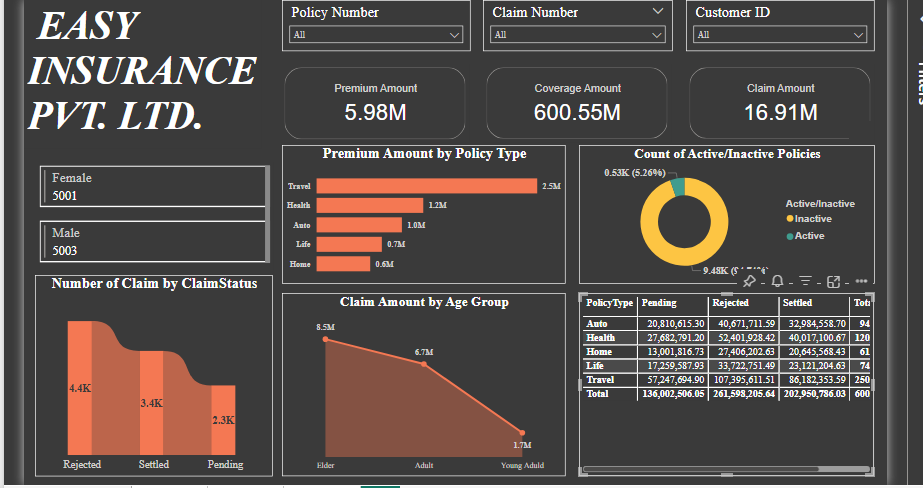 EASY
INSURANCE
PVT. LTD.
Policy Number
All
Claim Number
All
Customer ID
All
Premium Amount
5.98M
Coverage Amount
600.55M
Claim Amount
16.91M
Female
5001
Male
5003
Premium Amount by Policy Type
Travel 2.5M
Health 1.2M
Auto 1.0M
Life 0.7M
Home 0.6M
Count of Active/Inactive Policies
0.53K (5.26%)
9.48K
Active/Inactive
Inactive
Active
Number of Claim by ClaimStatus
4.4K
3.4K
2.3K
Rejected Settled Pending
Claim Amount by Age Group
8.5M
6.7M
1.7M
Elder Adult Young Aduld
PolicyType Pending Rejected Settled
Auto 20,810,615.30 40,671,711.59 32,984,558.70 94
Health 27,682,791.20 52,401,928.42 40,017,100.67 120
Home 13,001,816.73 27,406,202.63 20,645,568.43 61
Life 17,259,587.93 33,722,751.49 23,121,204.63 74
Travel 57,247,694.90 107,395,611.51 86,182,353.59 250
Total 136,002,506.05 261,598,205.64 202,950,786.03 600